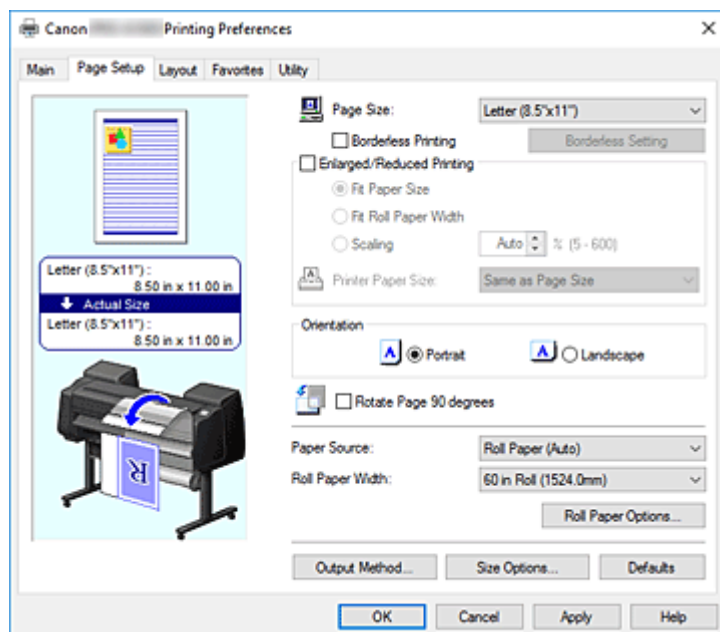 Canon Printing Preferences
Main Page Setup Layout Favorites Utility
Page Size: Letter (8.5"x11")
Borderless Printing Borderless Setting
Enlarged/Reduced Printing
Fit Paper Size
Fit Roll Paper Width
Scaling Auto % (5 - 600)
Printer Paper Size: Same as Page Size
Letter (8.5"x11") :
8.50 in x 11.00 in
Actual Size
Letter (8.5"x11") :
8.50 in x 11.00 in
Orientation
A Portrait A Landscape
Rotate Page 90 degrees
Paper Source: Roll Paper (Auto)
Roll Paper Width: 60 in Roll (1524.0mm)
Roll Paper Options...
R
Output Method... Size Options... Defaults
OK Cancel Apply Help